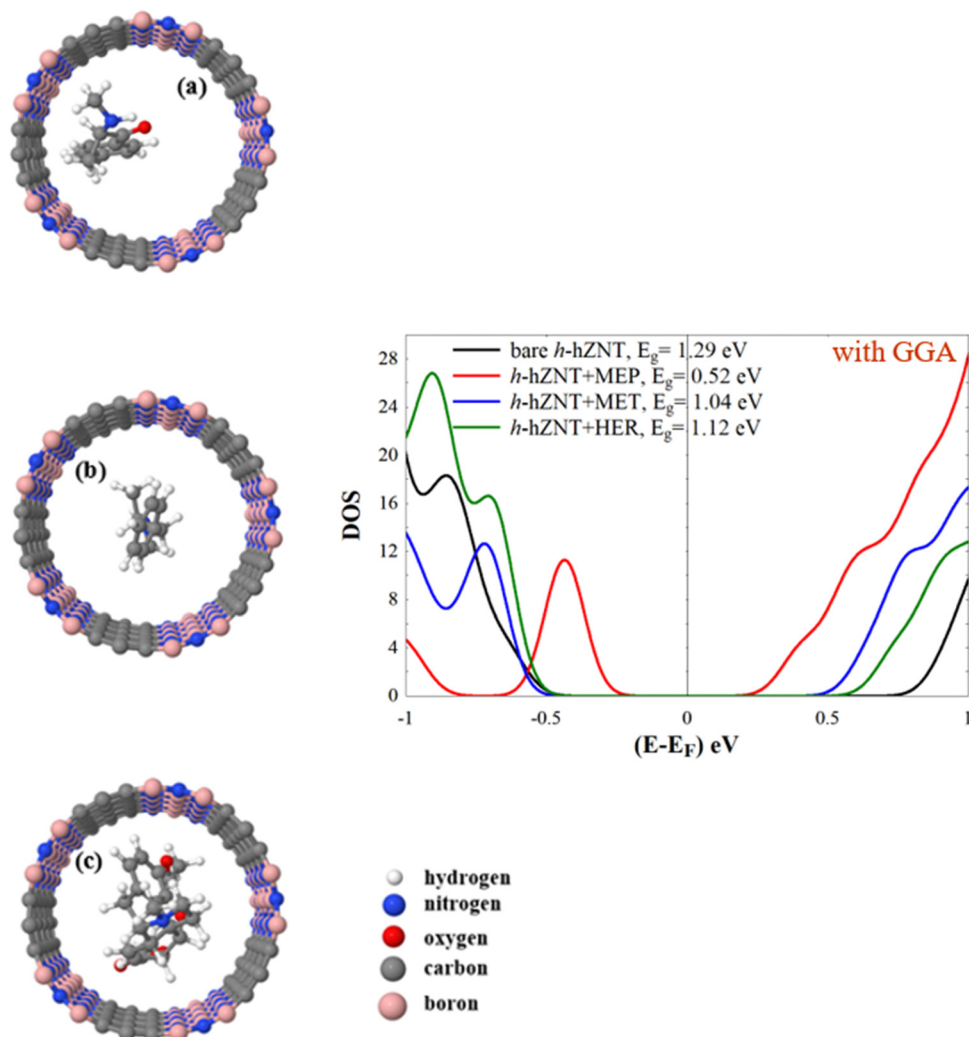 (a)
(b)
(c)
with GGA
bare h-hZNT, Eg= 1.29 eV
h-hZNT+MEP, Eg= 0.52 eV
h-hZNT+MET, Eg= 1.04 eV
h-hZNT+HER, Eg= 1.12 eV
DOS
28
24
20
16
12
8
4
0
-1
-0.5
0
0.5
1
(E-EF) eV
hydrogen
nitrogen
oxygen
carbon
boron